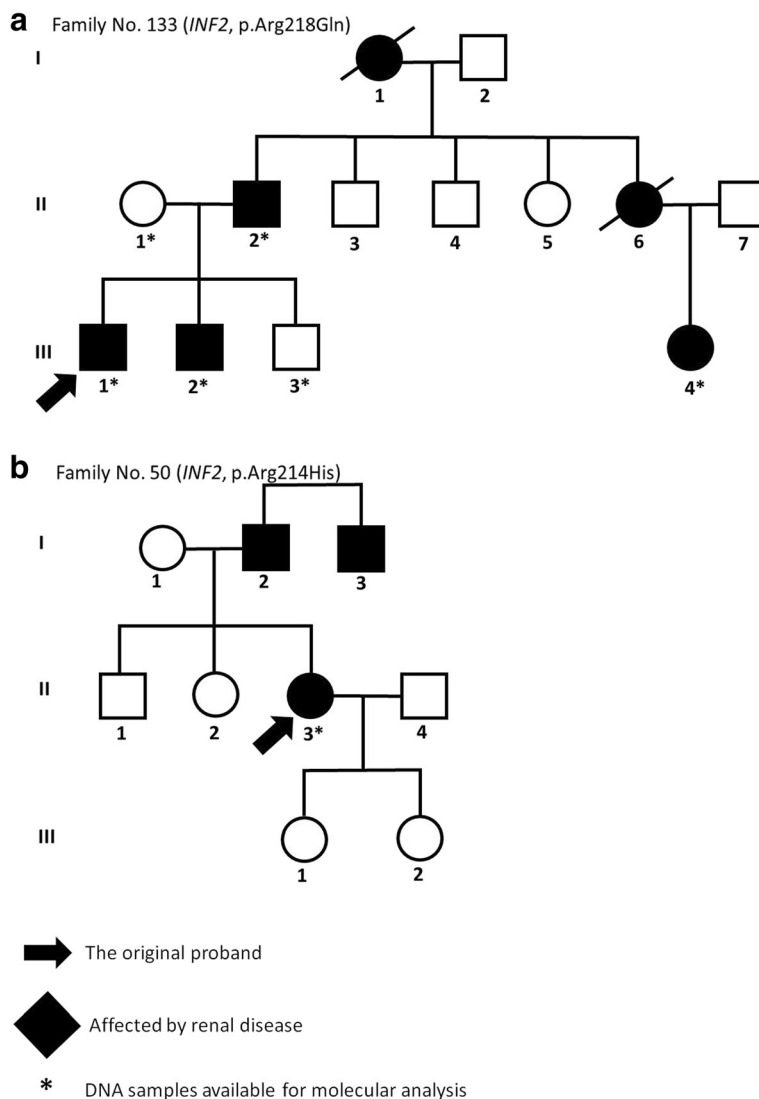 a Family No. 133 (INF2, p.Arg218Gln)
I
1 2
II
1* 2* 3 4 5 6 7
III
1* 2* 3* 4*
b Family No. 50 (INF2, p.Arg214His)
I
1 2 3
II
1 2 3* 4
III
1 2
The original proband
Affected by renal disease
* DNA samples available for molecular analysis